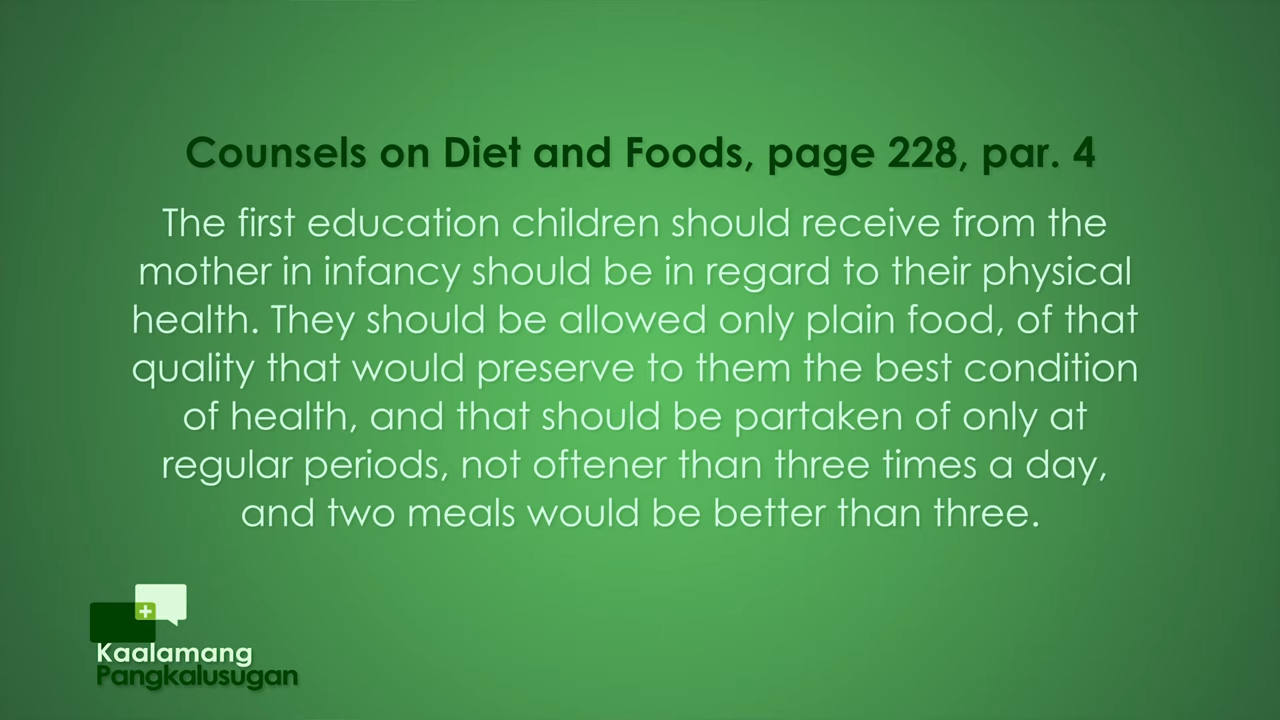 Counsels on Diet and Foods, page 228, par. 4
The first education children should receive from the
mother in infancy should be in regard to their physical
health. They should be allowed only plain food, of that
quality that would preserve to them the best condition
of health, and that should be partaken of only at
regular periods, not oftener than three times a day,
and two meals would be better than three.
Kaalamang
Pangkalusugan